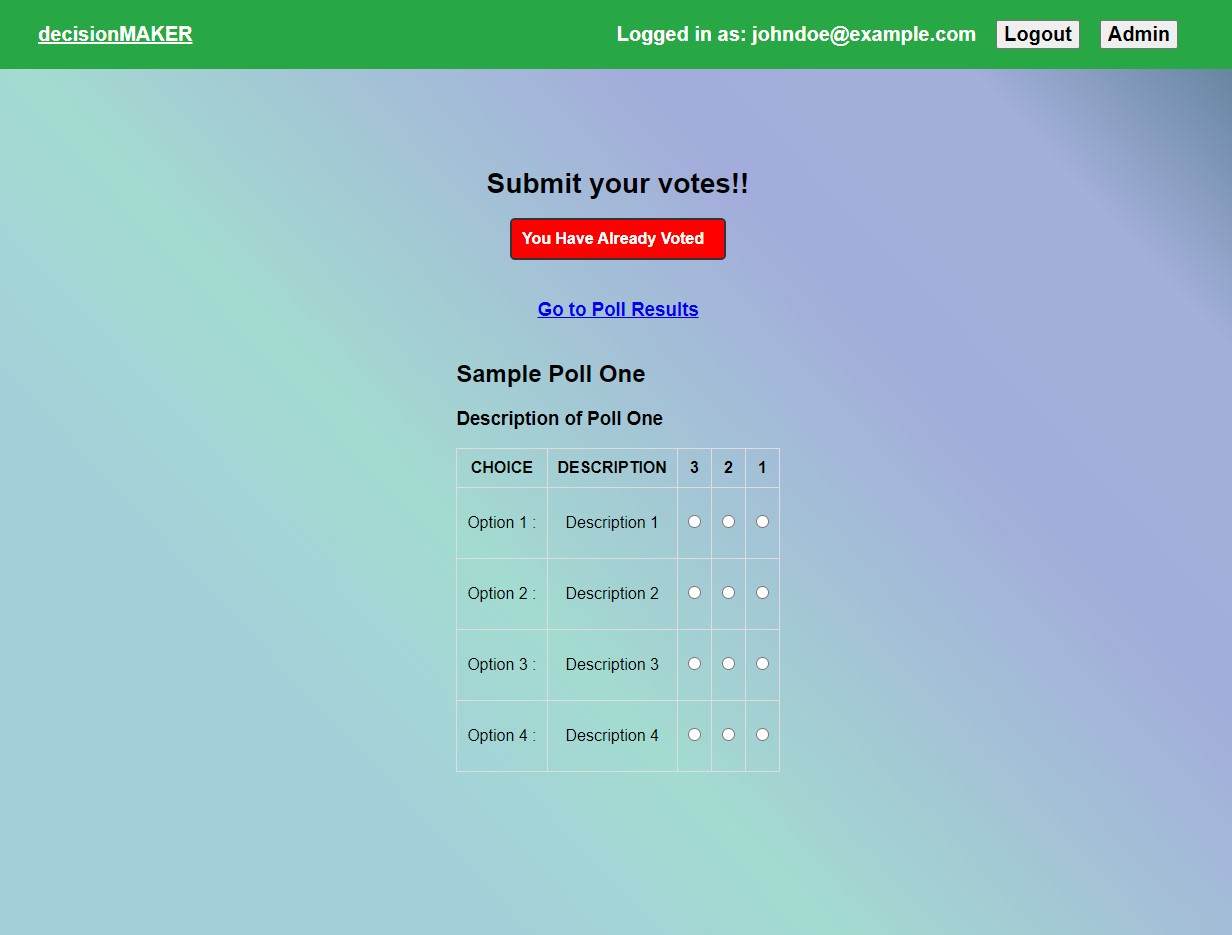 decisionMAKER Logged in as: johndoe@example.com Logout Admin
Submit your votes!!
You Have Already Voted
Go to Poll Results
Sample Poll One
Description of Poll One
CHOICE DESCRIPTION 3 2 1
Option 1 : Description 1
Option 2 : Description 2
Option 3 : Description 3
Option 4 : Description 4